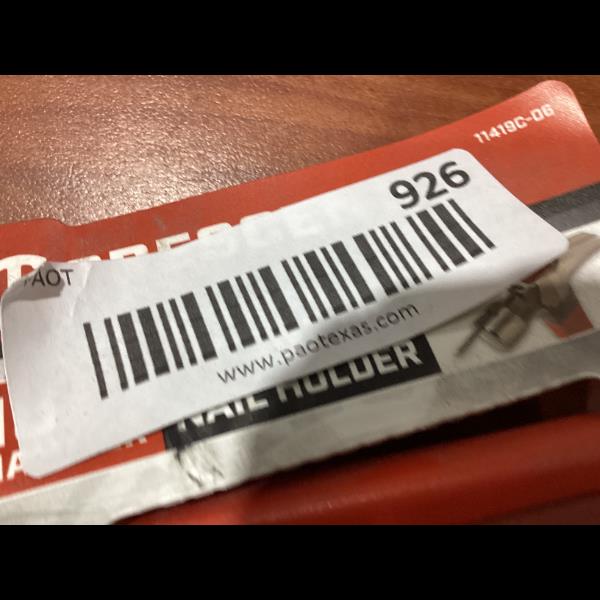 11419C-06
926
PAOT
www.paotexas.com
NAIL HOLDER